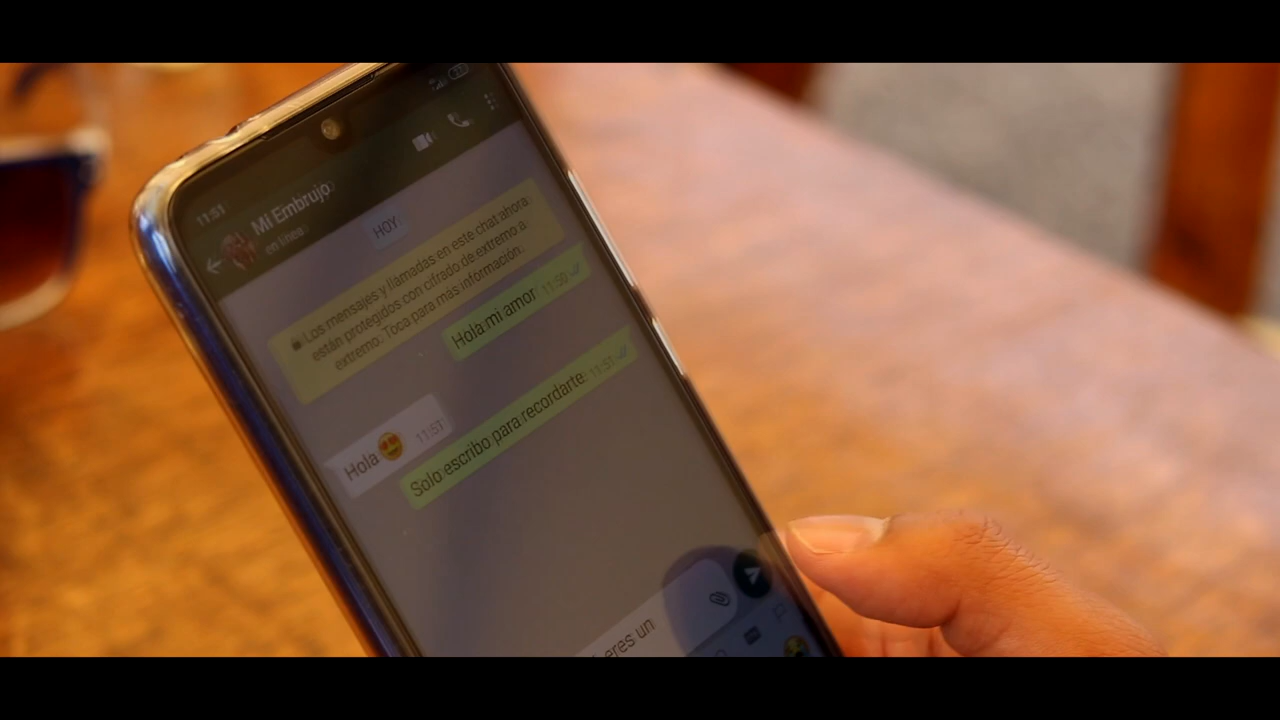 11:51
Mi Embrujo
en línea
HOY
Los mensajes y llamadas en este chat ahora
están protegidos con cifrado de extremo a
extremo. Toca para más información.
Hola mi amor 11:50
Hola 😍 11:51
Solo escribo para recordarte 11:51
eres un